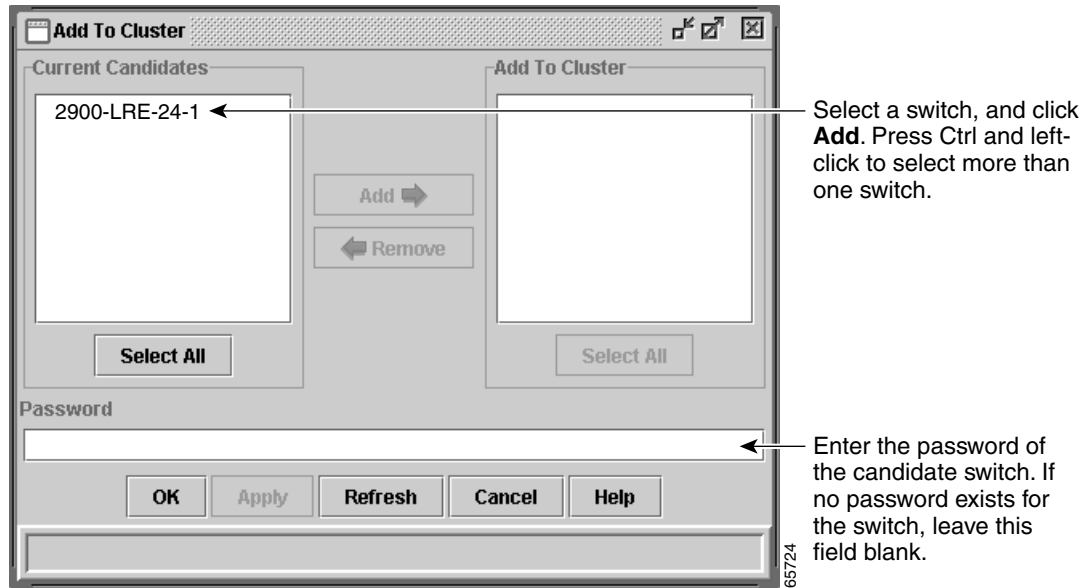 Add To Cluster
Current Candidates
Add To Cluster
2900-LRE-24-1
Select a switch, and click
Add. Press Ctrl and left-
click to select more than
one switch.
Add
Remove
Select All
Select All
Password
Enter the password of
the candidate switch. If
no password exists for
the switch, leave this
field blank.
OK
Apply
Refresh
Cancel
Help
65724